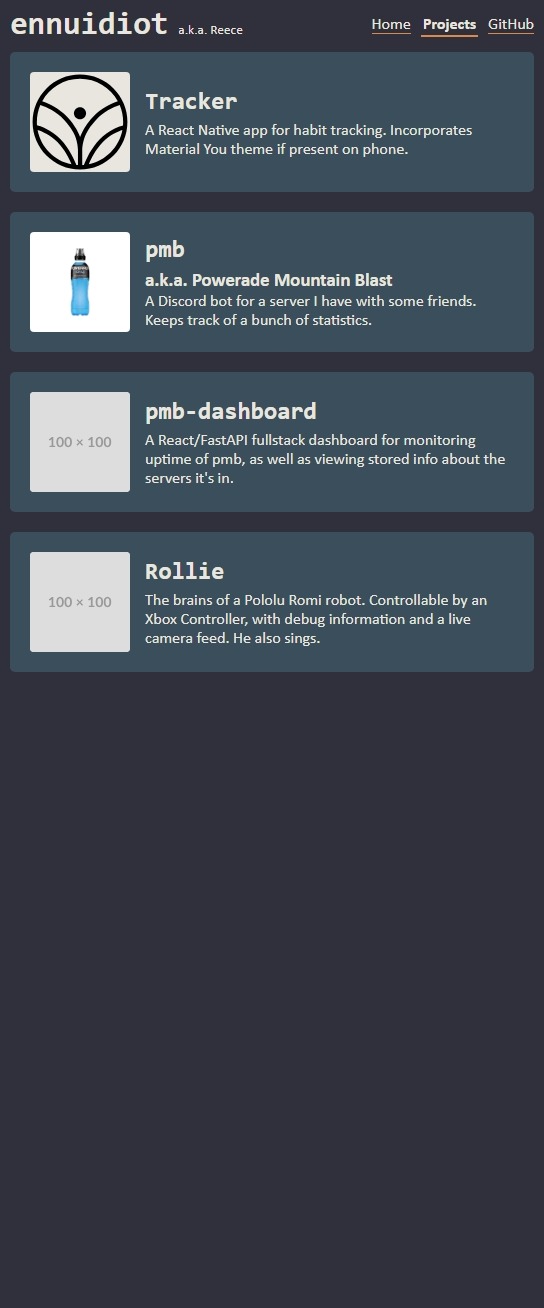 ennuidiot a.k.a. Reece Home Projects GitHub
Tracker
A React Native app for habit tracking. Incorporates
Material You theme if present on phone.
pmb
a.k.a. Powerade Mountain Blast
A Discord bot for a server I have with some friends.
Keeps track of a bunch of statistics.
100 × 100
pmb-dashboard
A React/FastAPI fullstack dashboard for monitoring
uptime of pmb, as well as viewing stored info about the
servers it's in.
100 × 100
Rollie
The brains of a Pololu Romi robot. Controllable by an
Xbox Controller, with debug information and a live
camera feed. He also sings.